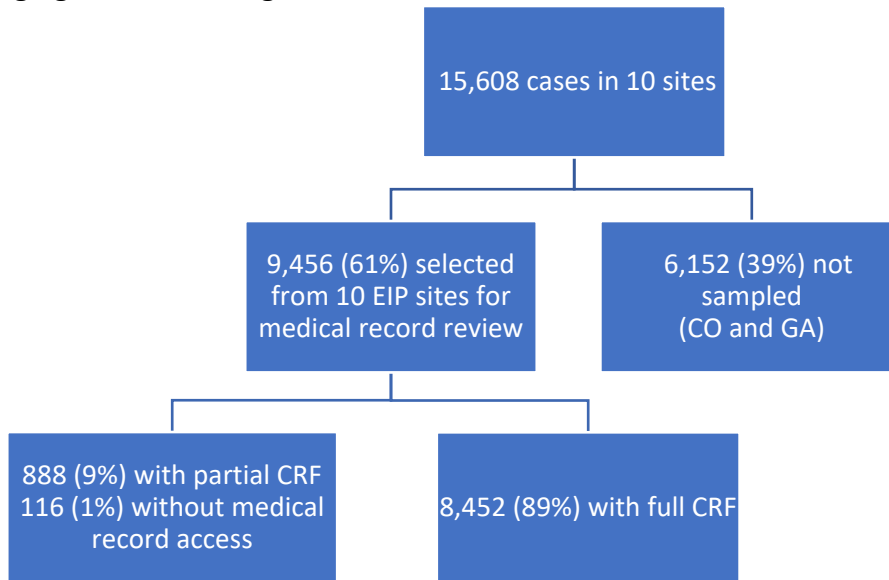 15,608 cases in 10 sites
9,456 (61%) selected
from 10 EIP sites for
medical record review
6,152 (39%) not
sampled
(CO and GA)
888 (9%) with partial CRF
116 (1%) without medical
record access
8,452 (89%) with full CRF